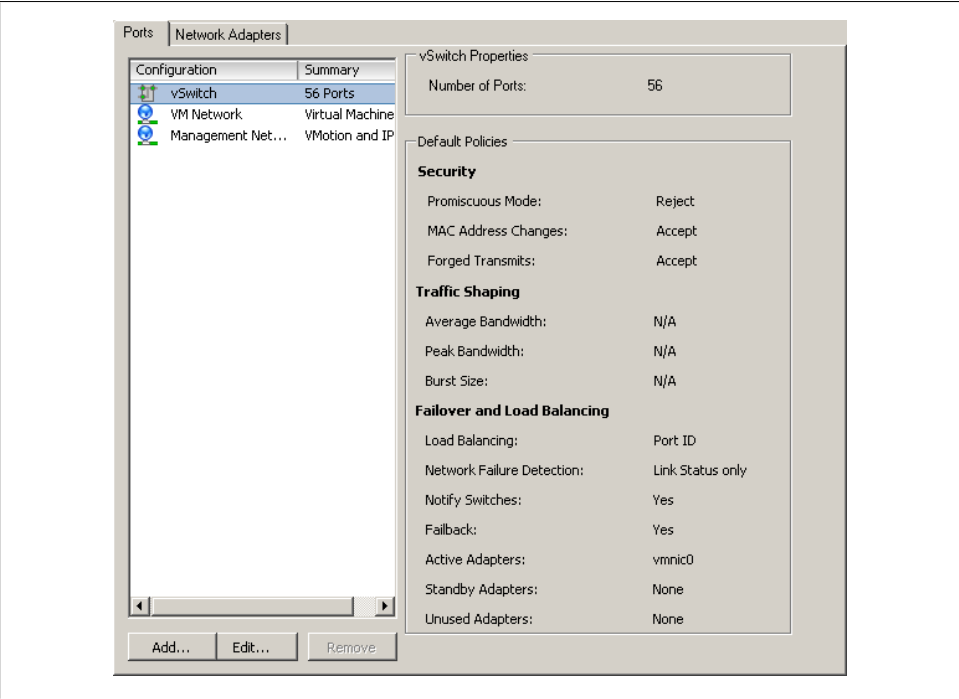 Ports Network Adapters
Configuration Summary
vSwitch 56 Ports
VM Network Virtual Machine
Management Net... VMotion and IP
Add... Edit... Remove
vSwitch Properties
Number of Ports: 56
Default Policies
Security
Promiscuous Mode: Reject
MAC Address Changes: Accept
Forged Transmits: Accept
Traffic Shaping
Average Bandwidth: N/A
Peak Bandwidth: N/A
Burst Size: N/A
Failover and Load Balancing
Load Balancing: Port ID
Network Failure Detection: Link Status only
Notify Switches: Yes
Failback: Yes
Active Adapters: vmnic0
Standby Adapters: None
Unused Adapters: None